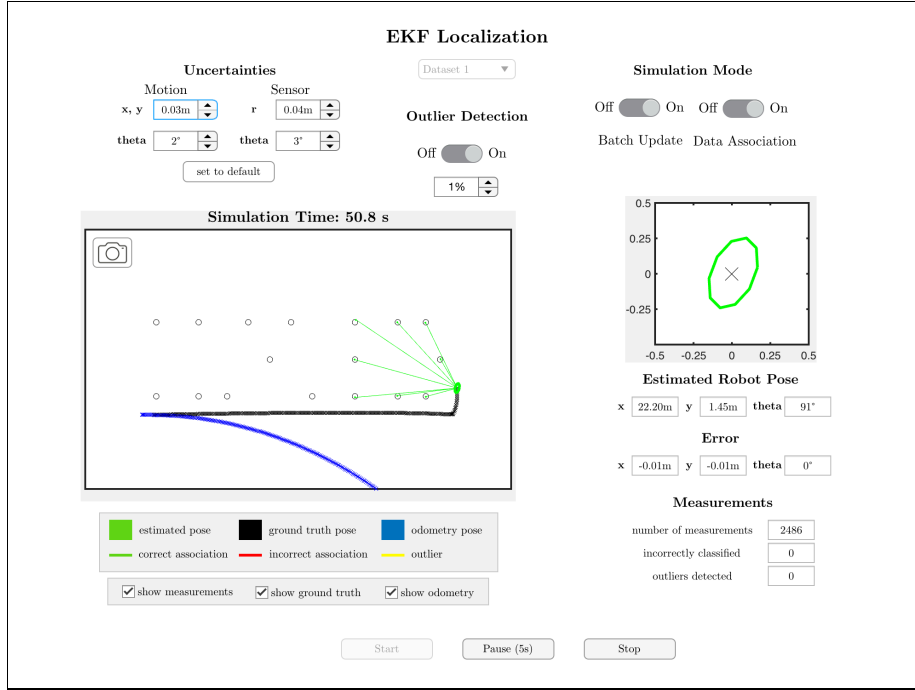 EKF Localization
Uncertainties
Motion Sensor
x, y 0.03m r 0.04m
theta 2° theta 3°
set to default
Dataset 1
Outlier Detection
Off On
1%
Simulation Mode
Off On Off On
Batch Update Data Association
Simulation Time: 50.8 s
0.5
0.25
0
-0.25
-0.5 -0.25 0 0.25 0.5
Estimated Robot Pose
x 22.20m y 1.45m theta 91°
Error
x -0.01m y -0.01m theta 0°
Measurements
number of measurements 2486
incorrectly classified 0
outliers detected 0
estimated pose ground truth pose odometry pose
correct association incorrect association outlier
show measurements show ground truth show odometry
Start Pause (5s) Stop